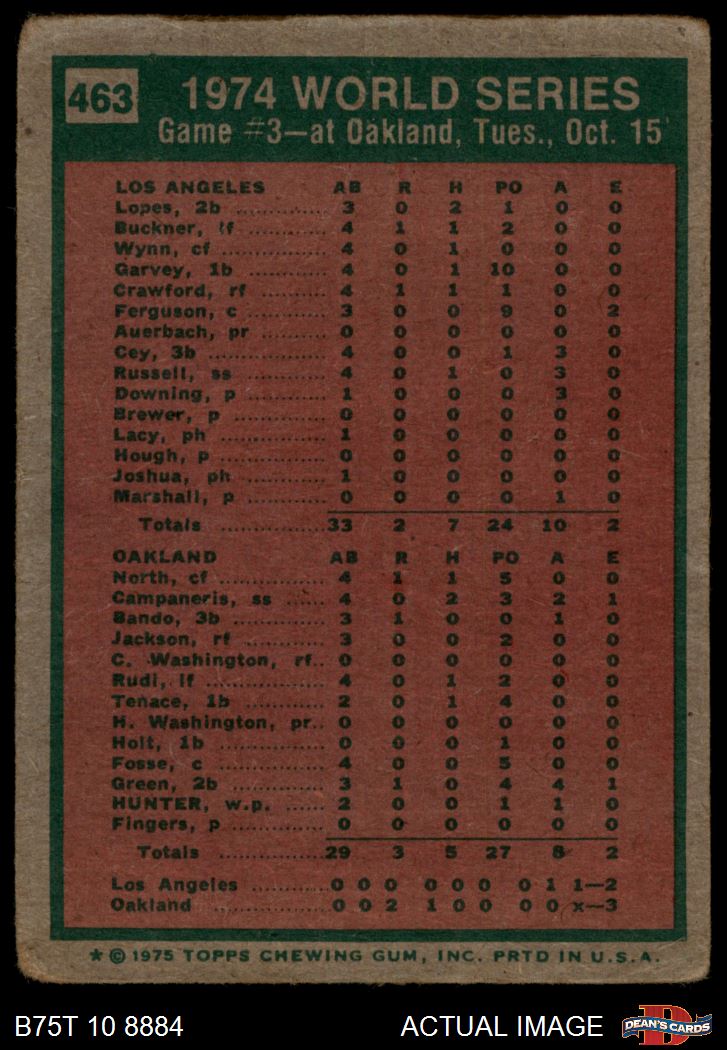 463
1974 WORLD SERIES
Game #3—at Oakland, Tues., Oct. 15
LOS ANGELES AB R H PO A E
Lopes, 2b .............. 3 0 2 1 0 0
Buckner, lf ............ 4 1 1 2 0 0
Wynn, cf ............... 4 0 1 0 0 0
Garvey, 1b ............ 4 0 1 10 0 0
Crawford, rf .......... 4 1 1 1 0 0
Ferguson, c ........... 3 0 0 9 0 2
Auerbach, pr ......... 0 0 0 0 0 0
Cey, 3b ................. 4 0 0 1 3 0
Russell, ss ............ 4 0 1 0 3 0
Downing, p ............ 1 0 0 0 3 0
Brewer, p .............. 0 0 0 0 0 0
Lacy, ph ................ 1 0 0 0 0 0
Hough, p ............... 0 0 0 0 0 0
Joshua, ph ............ 1 0 0 0 0 0
Marshall, p ............ 0 0 0 0 1 0
Totals ................ 33 2 7 24 10 2
OAKLAND AB R H PO A E
North, cf ................ 4 1 1 5 0 0
Campaneris, ss ...... 4 0 2 3 2 1
Bando, 3b .............. 3 1 0 0 1 0
Jackson, rf ............ 3 0 0 2 0 0
C. Washington, rf.. 0 0 0 0 0 0
Rudi, lf .................. 4 0 1 2 0 0
Tenace, 1b ............ 2 0 1 4 0 0
H. Washington, pr.. 0 0 0 0 0 0
Holt, 1b ................ 0 0 0 1 0 0
Fosse, c ................ 4 0 0 5 0 0
Green, 2b .............. 3 1 0 4 4 1
HUNTER, w.p. ...... 2 0 0 1 1 0
Fingers, p .............. 0 0 0 0 0 0
Totals ................ 29 3 5 27 8 2
Los Angeles ............ 0 0 0 0 0 0 0 1 1—2
Oakland .................. 0 0 2 1 0 0 0 0 x—3
★ © 1975 TOPPS CHEWING GUM, INC. PRTD IN U.S.A.
B75T 10 8884 ACTUAL IMAGE
D
DEAN'S CARDS